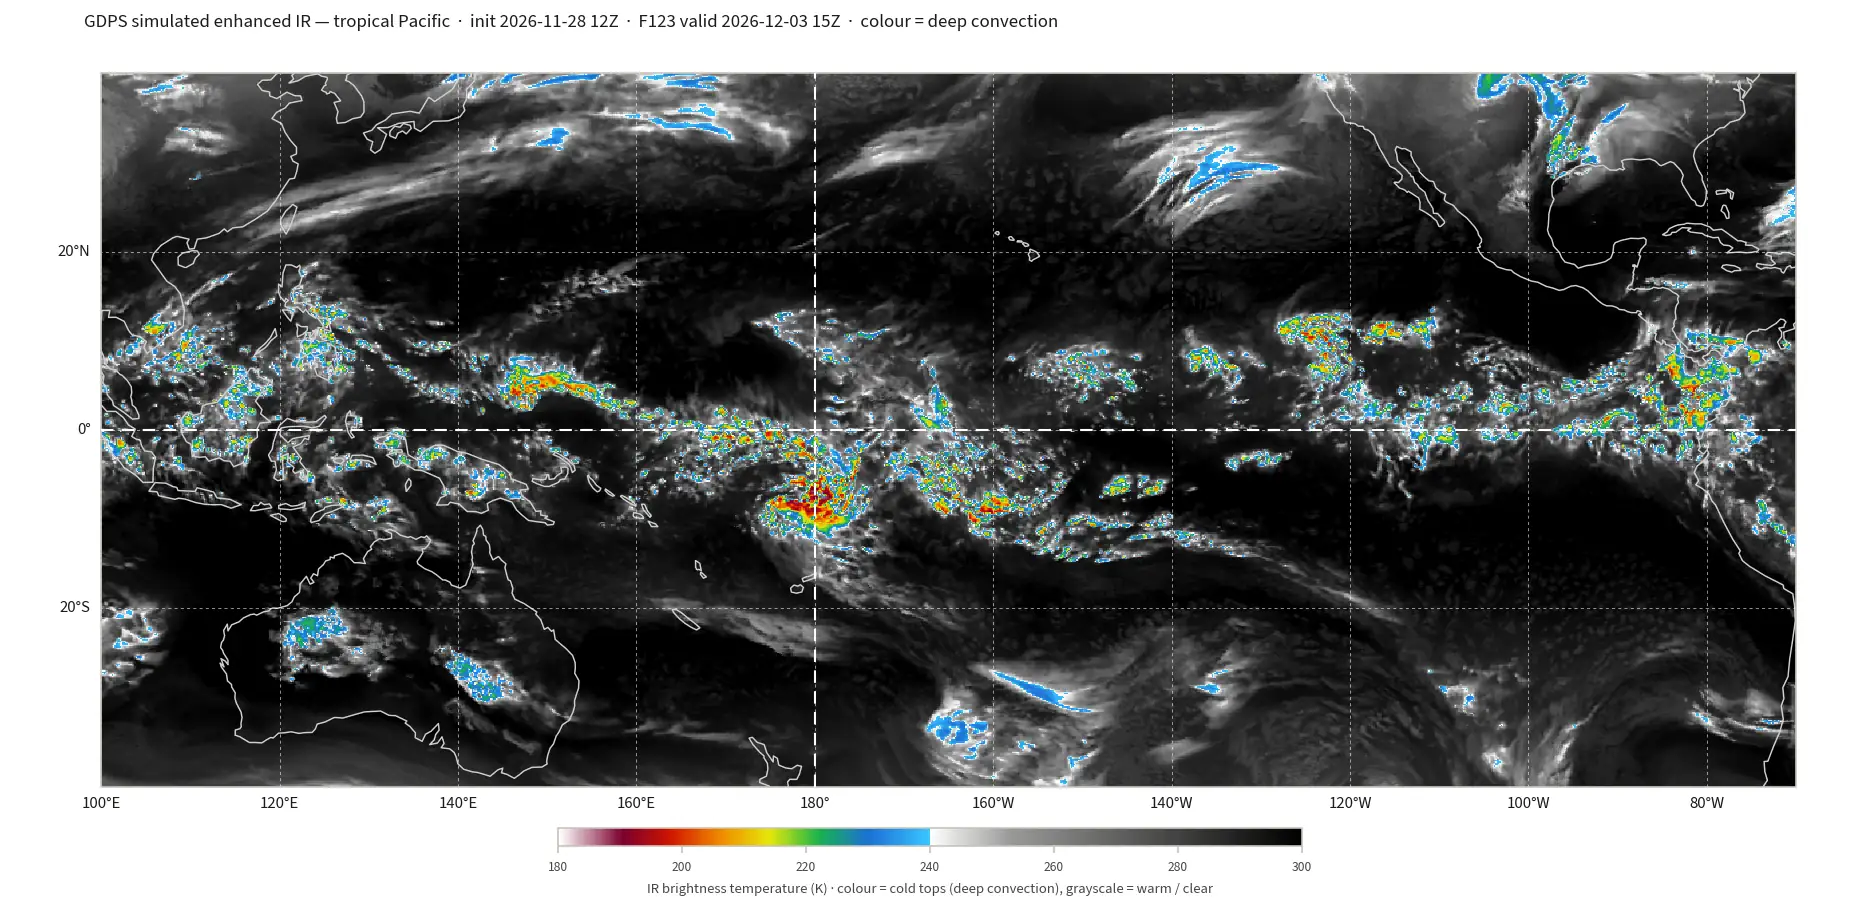 GDPS simulated enhanced IR — tropical Pacific · init 2026-11-28 12Z · F123 valid 2026-12-03 15Z · colour = deep convection
20°N
0°
20°S
100°E 120°E 140°E 160°E 180° 160°W 140°W 120°W 100°W 80°W
180 200 220 240 260 280 300
IR brightness temperature (K) · colour = cold tops (deep convection), grayscale = warm / clear